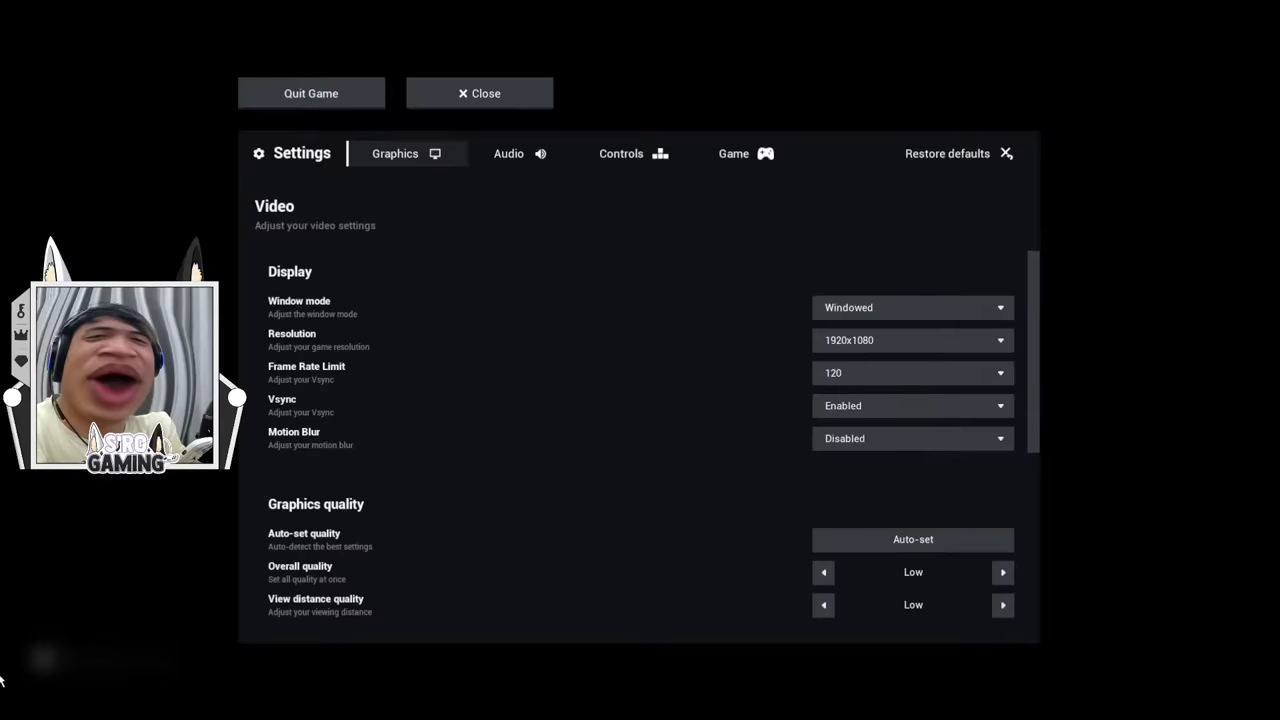 Quit Game
Close
Settings
Graphics
Audio
Controls
Game
Restore defaults
Video
Adjust your video settings
Display
Window mode
Adjust the window mode
Windowed
Resolution
Adjust your game resolution
1920x1080
Frame Rate Limit
Adjust your Vsync
120
Vsync
Adjust your Vsync
Enabled
Motion Blur
Adjust your motion blur
Disabled
GAMING
Graphics quality
Auto-set quality
Auto-detect the best settings
Auto-set
Overall quality
Set all quality at once
Low
View distance quality
Adjust your viewing distance
Low